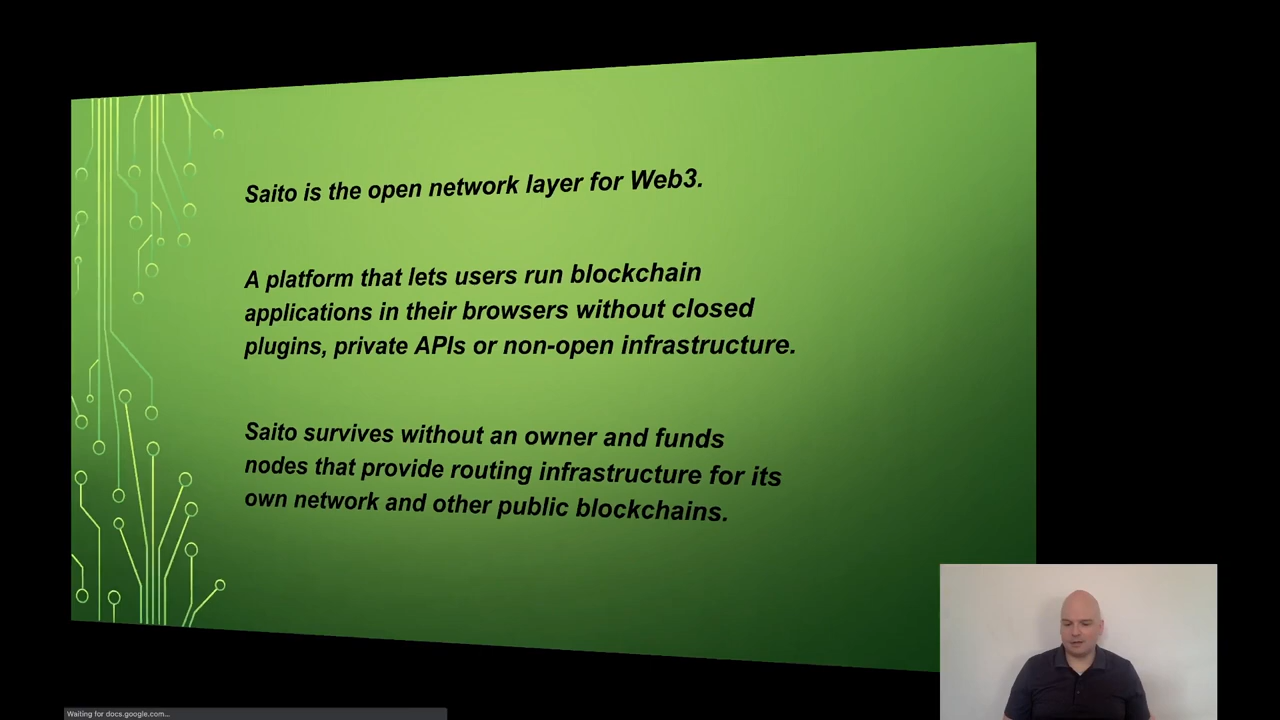 Saito is the open network layer for Web3.
A platform that lets users run blockchain
applications in their browsers without closed
plugins, private APIs or non-open infrastructure.
Saito survives without an owner and funds
nodes that provide routing infrastructure for its
own network and other public blockchains.
Waiting for docs.google.com...